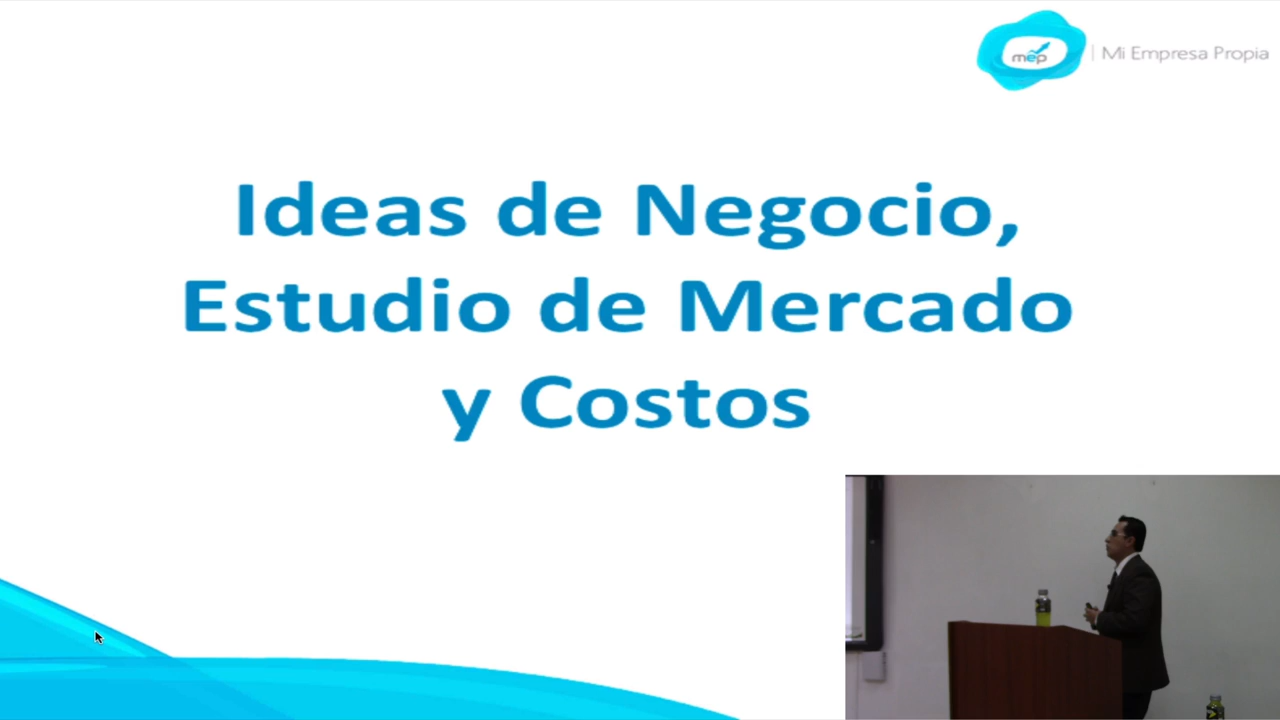 mep | Mi Empresa Propia
Ideas de Negocio,
Estudio de Mercado
y Costos